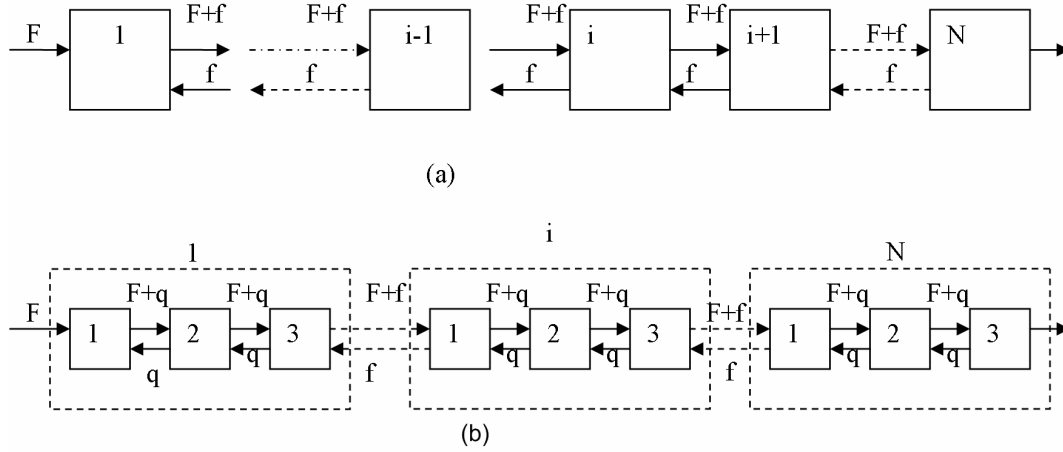 F 1 F+f F+f i-1 F+f i F+f i+1 F+f N
f f f f f
(a)
1 i N
F F+q F+q F+f F+q F+q F+f F+q F+q
1 2 3 1 2 3 1 2 3
q q f q q f q q
(b)